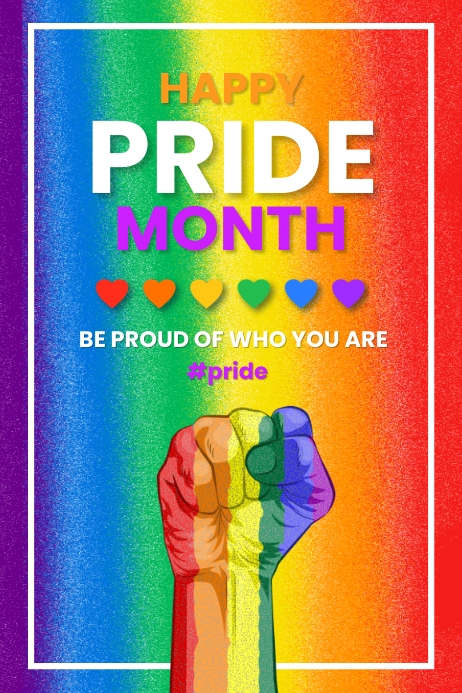 HAPPY
PRIDE
MONTH
BE PROUD OF WHO YOU ARE
#pride